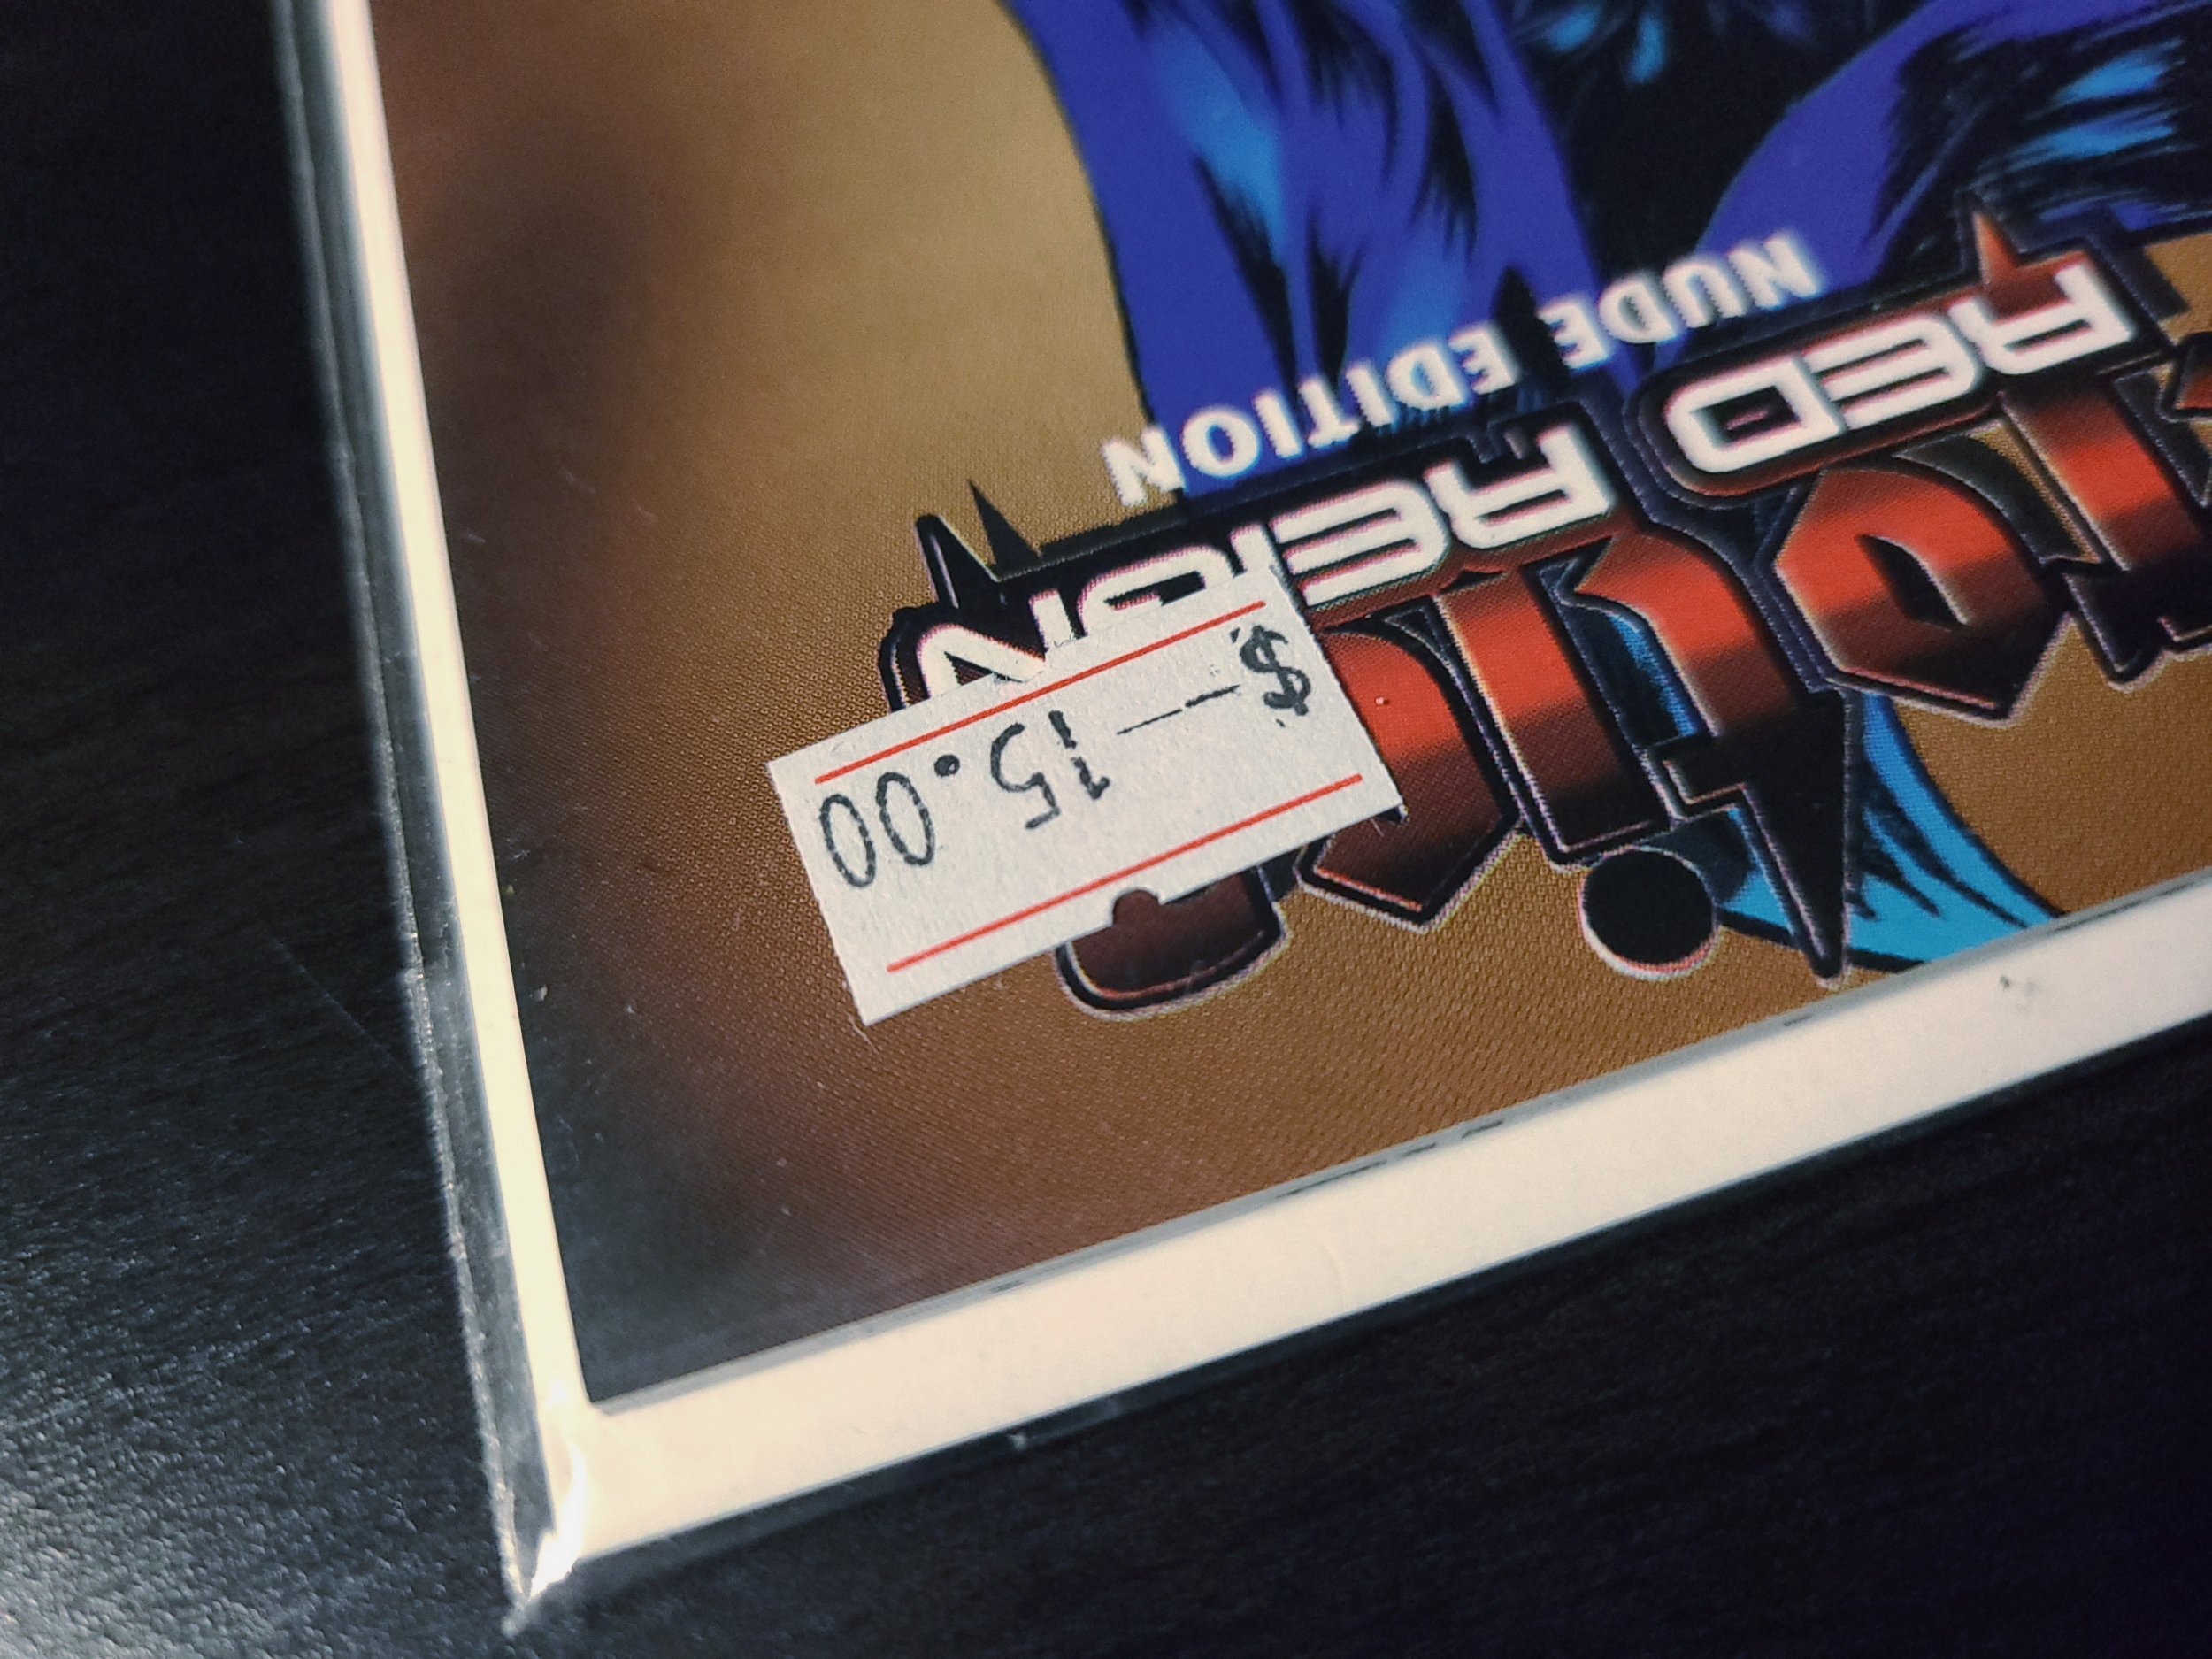 $ — 15.00
RED REIGN
NUDE EDITION